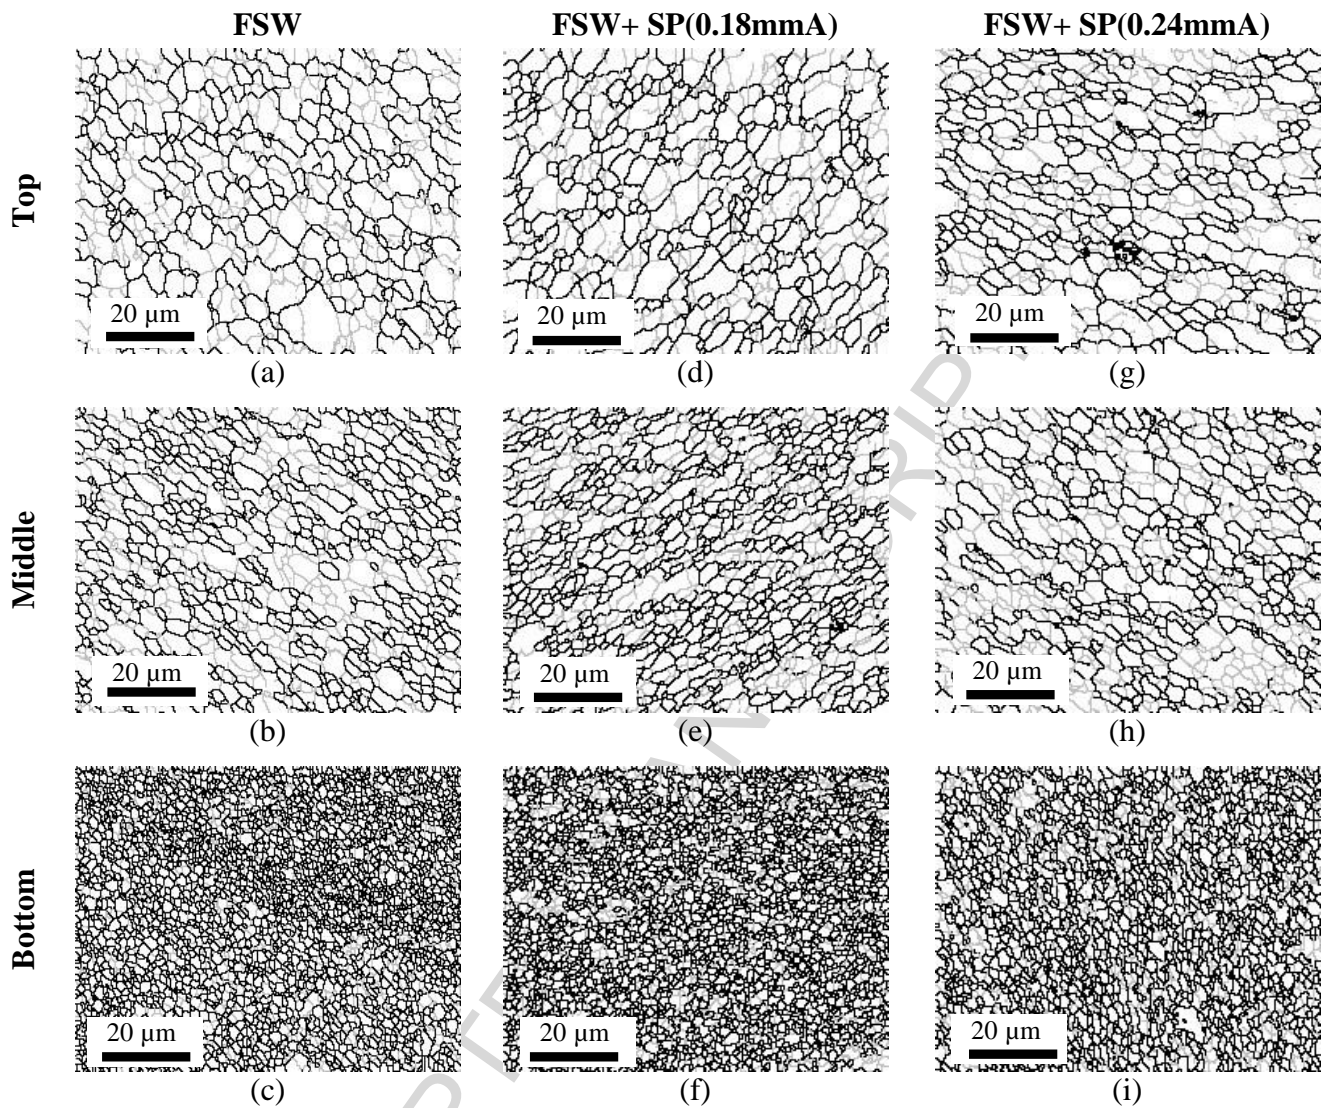 FSW FSW+ SP(0.18mmA) FSW+ SP(0.24mmA)
Top
20 µm 20 µm 20 µm
(a) (d) (g)
Middle
20 µm 20 µm 20 µm
(b) (e) (h)
Bottom
20 µm 20 µm 20 µm
(c) (f) (i)